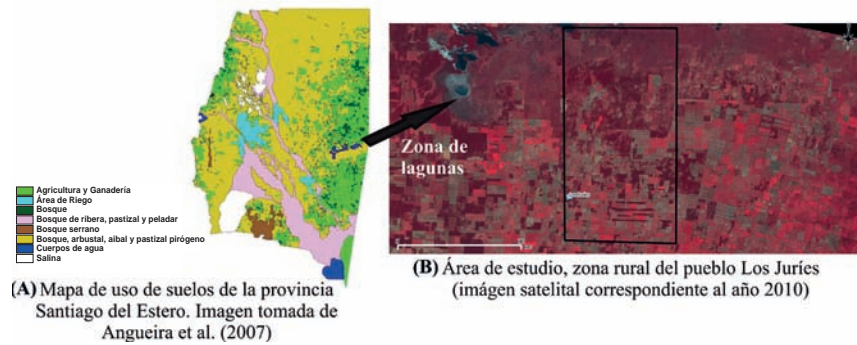 Agricultura y Ganadería
Área de Riego
Bosque
Bosque de ribera, pastizal y peladar
Bosque serrano
Bosque, arbustal, aibal y pastizal pirógeno
Cuerpos de agua
Salina
(A) Mapa de uso de suelos de la provincia
Santiago del Estero. Imagen tomada de
Angueira et al. (2007)
Zona de
lagunas
(B) Área de estudio, zona rural del pueblo Los Juríes
(imágen satelital correspondiente al año 2010)